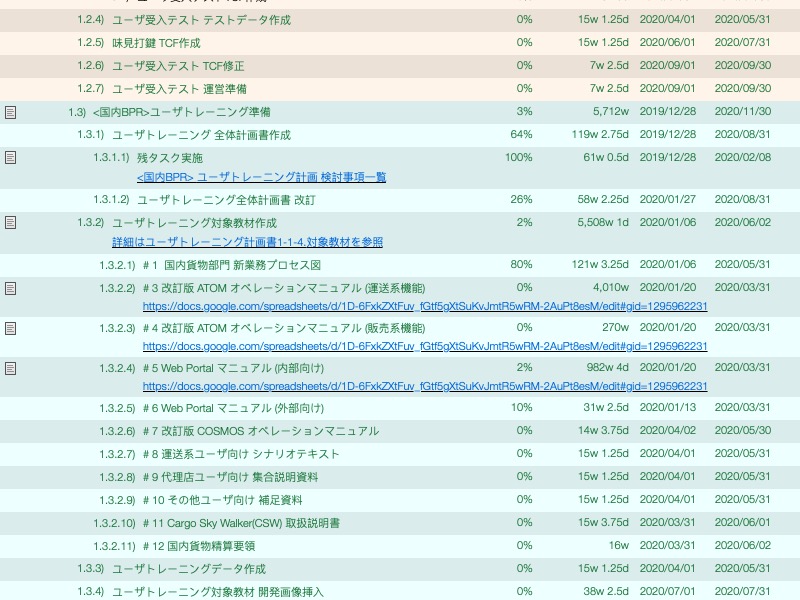 1.2.4) ユーザ受入テスト テストデータ作成 0% 15w 1.25d 2020/04/01 2020/05/31
1.2.5) 味見打鍵 TCF作成 0% 15w 1.25d 2020/06/01 2020/07/31
1.2.6) ユーザ受入テスト TCF修正 0% 7w 2.5d 2020/09/01 2020/09/30
1.2.7) ユーザ受入テスト 運営準備 0% 7w 2.5d 2020/09/01 2020/09/30
1.3) <国内BPR>ユーザトレーニング準備 3% 5,712w 2019/12/28 2020/11/30
1.3.1) ユーザトレーニング 全体計画書作成 64% 119w 2.75d 2019/12/28 2020/08/31
1.3.1.1) 残タスク実施 100% 61w 0.5d 2019/12/28 2020/02/08
<国内BPR> ユーザトレーニング計画 検討事項一覧
1.3.1.2) ユーザトレーニング全体計画書 改訂 26% 58w 2.25d 2020/01/27 2020/08/31
1.3.2) ユーザトレーニング対象教材作成 2% 5,508w 1d 2020/01/06 2020/06/02
詳細はユーザトレーニング計画書1-1-4.対象教材を参照
1.3.2.1) # 1 国内貨物部門 新業務プロセス図 80% 121w 3.25d 2020/01/06 2020/05/31
1.3.2.2) # 3 改訂版 ATOM オペレーションマニュアル (運送系機能) 0% 4,010w 2020/01/20 2020/03/31
https://docs.google.com/spreadsheets/d/1D-6FxkZXtFuv_fGtf5gXtSuKvJmtR5wRM-2AuPt8esM/edit#gid=1295962231
1.3.2.3) # 4 改訂版 ATOM オペレーションマニュアル (販売系機能) 0% 270w 2020/01/20 2020/03/31
https://docs.google.com/spreadsheets/d/1D-6FxkZXtFuv_fGtf5gXtSuKvJmtR5wRM-2AuPt8esM/edit#gid=1295962231
1.3.2.4) # 5 Web Portal マニュアル (内部向け) 2% 982w 4d 2020/01/20 2020/03/31
https://docs.google.com/spreadsheets/d/1D-6FxkZXtFuv_fGtf5gXtSuKvJmtR5wRM-2AuPt8esM/edit#gid=1295962231
1.3.2.5) # 6 Web Portal マニュアル (外部向け) 10% 31w 2.5d 2020/01/13 2020/03/31
1.3.2.6) # 7 改訂版 COSMOS オペレーションマニュアル 0% 14w 3.75d 2020/04/02 2020/05/30
1.3.2.7) # 8 運送系ユーザ向け シナリオテキスト 0% 15w 1.25d 2020/04/01 2020/05/31
1.3.2.8) # 9 代理店ユーザ向け 集合説明資料 0% 15w 1.25d 2020/04/01 2020/05/31
1.3.2.9) # 10 その他ユーザ向け 補足資料 0% 15w 1.25d 2020/04/01 2020/05/31
1.3.2.10) # 11 Cargo Sky Walker(CSW) 取扱説明書 0% 15w 3.75d 2020/03/31 2020/06/01
1.3.2.11) # 12 国内貨物精算要領 0% 16w 2020/03/31 2020/06/02
1.3.3) ユーザトレーニングデータ作成 0% 15w 1.25d 2020/04/01 2020/05/31
1.3.4) ユーザトレーニング対象教材 開発画像挿入 0% 38w 2.5d 2020/07/01 2020/07/31